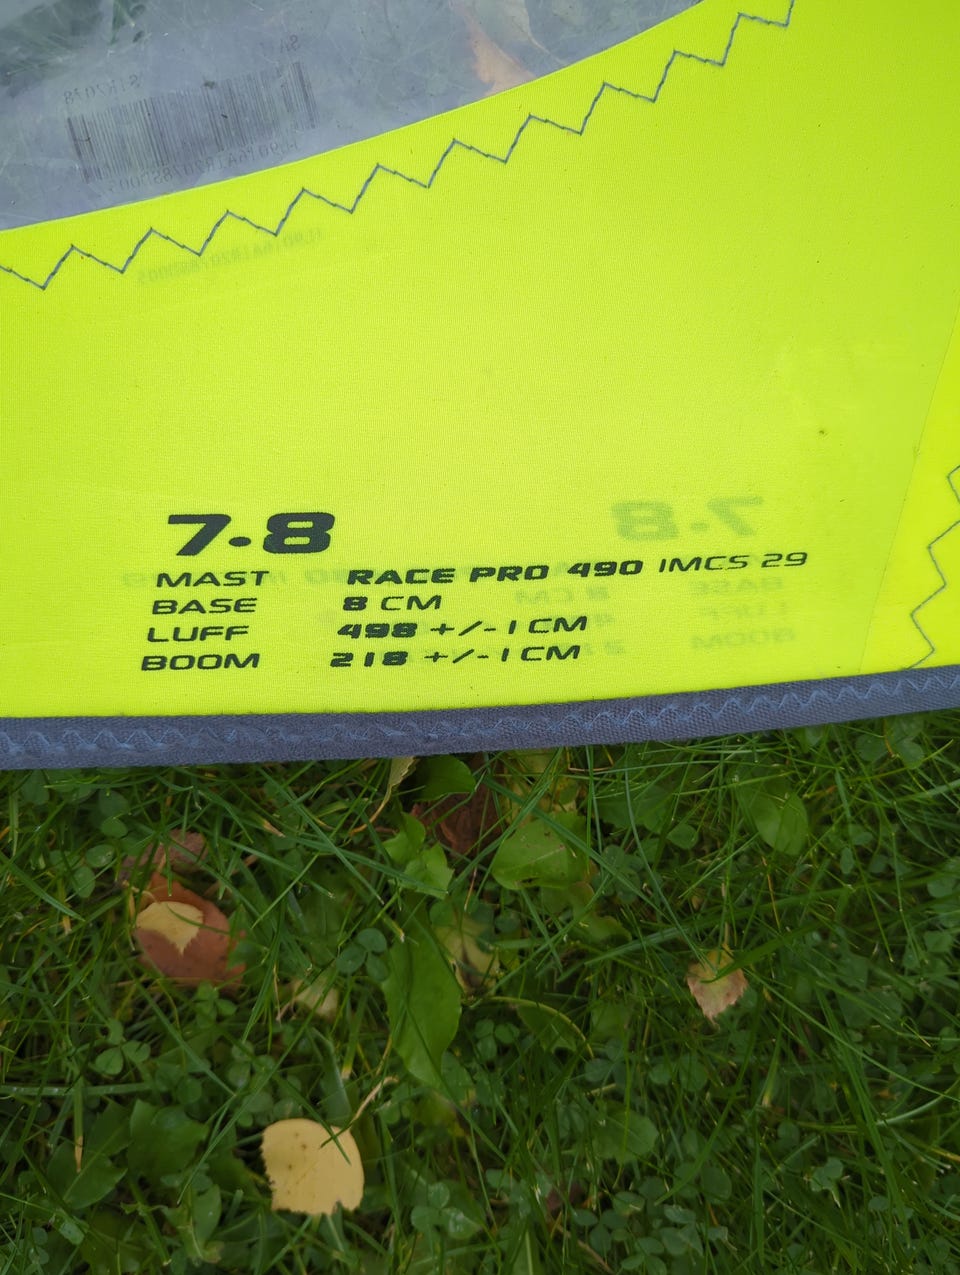 7.8
MAST RACE PRO 490 IMCS 29
BASE 8 CM
LUFF 498 +/- 1 CM
BOOM 218 +/- 1 CM